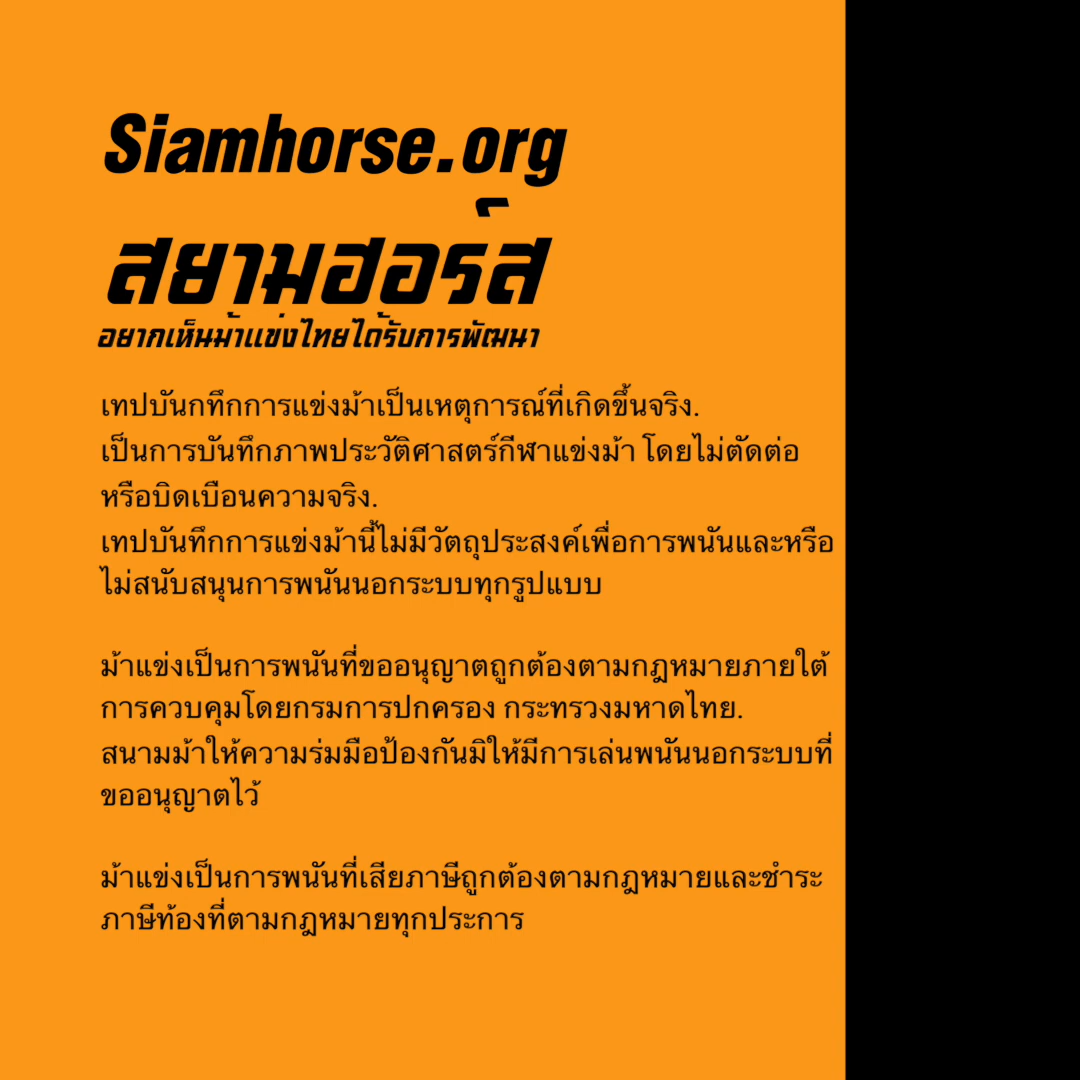 Siamhorse.org
สยามฮอร์ส
อยากเห็นม้าแข่งไทยได้รับการพัฒนา
เทปบันกทึกการแข่งม้าเป็นเหตุการณ์ที่เกิดขึ้นจริง.
เป็นการบันทึกภาพประวัติศาสตร์กีฬาแข่งม้า โดยไม่ตัดต่อ
หรือบิดเบือนความจริง.
เทปบันทึกการแข่งม้านี้ไม่มีวัตถุประสงค์เพื่อการพนันและหรือ
ไม่สนับสนุนการพนันนอกระบบทุกรูปแบบ
ม้าแข่งเป็นการพนันที่ขออนุญาตถูกต้องตามกฎหมายภายใต้
การควบคุมโดยกรมการปกครอง กระทรวงมหาดไทย.
สนามม้าให้ความร่มมือป้องกันมิให้มีการเล่นพนันนอกระบบที่
ขออนุญาตไว้
ม้าแข่งเป็นการพนันที่เสียภาษีถูกต้องตามกฎหมายและชำระ
ภาษีท้องที่ตามกฎหมายทุกประการ